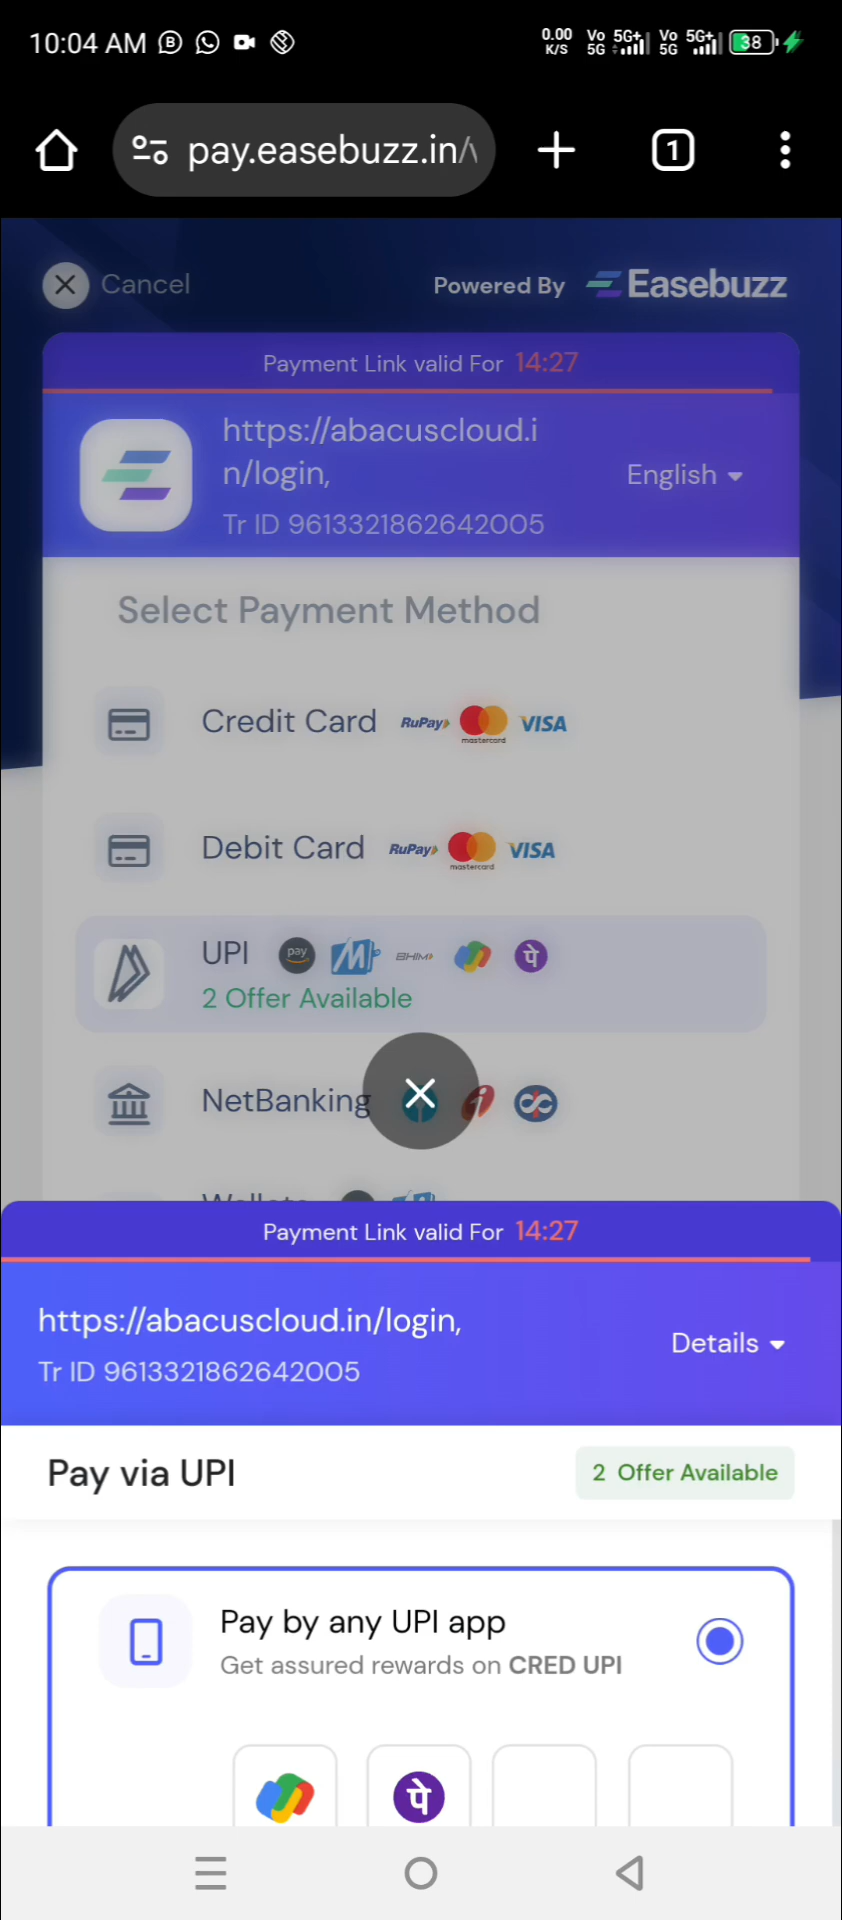 10:04 AM
0.00
K/S
Vo
5G
5G+
Vo
5G
5G+
38
pay.easebuzz.in/
1
Cancel
Powered By
Easebuzz
Payment Link valid For 14:27
https://abacuscloud.i
n/login,
English
Tr ID 9613321862642005
Select Payment Method
Credit Card RuPay mastercard VISA
Debit Card RuPay mastercard VISA
UPI pay BHIM पे
2 Offer Available
NetBanking
Payment Link valid For 14:27
https://abacuscloud.in/login,
Details
Tr ID 9613321862642005
Pay via UPI
2 Offer Available
Pay by any UPI app
Get assured rewards on CRED UPI
पे